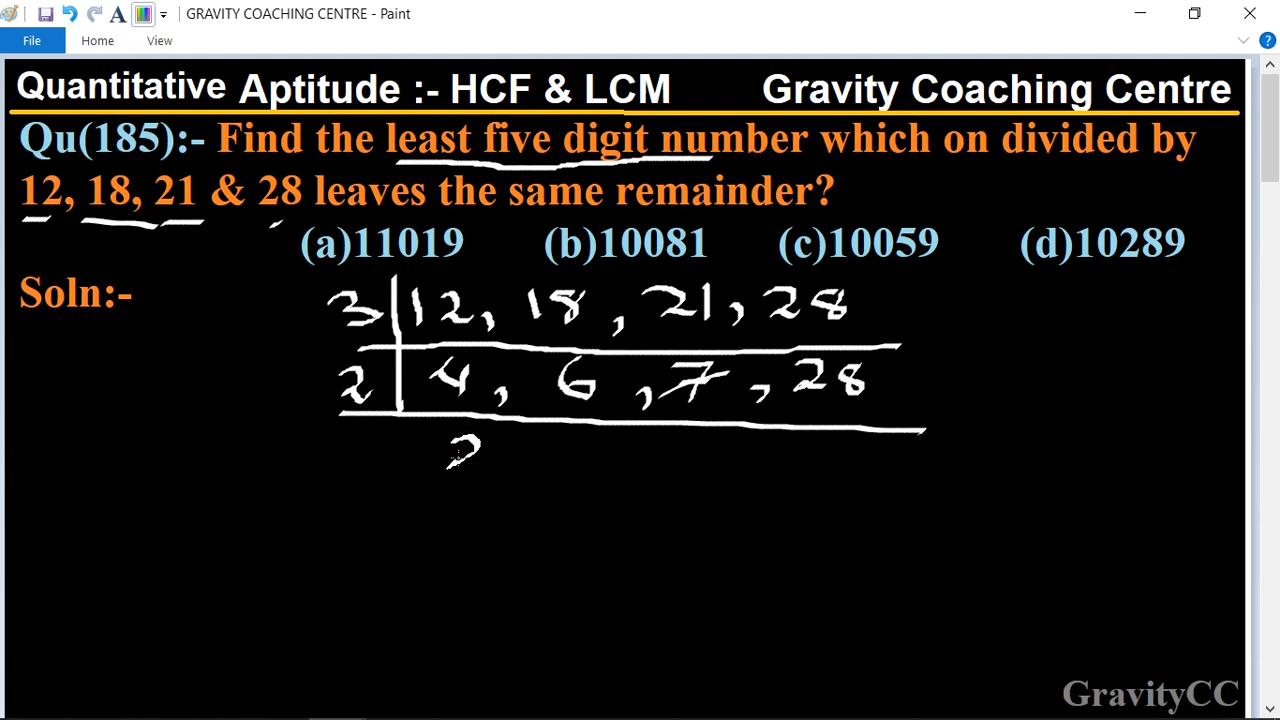 GRAVITY COACHING CENTRE - Paint
File Home View
Quantitative Aptitude :- HCF & LCM Gravity Coaching Centre
Qu(185):- Find the least five digit number which on divided by
12, 18, 21 & 28 leaves the same remainder?
(a)11019 (b)10081 (c)10059 (d)10289
Soln:- 3 12, 18, 21, 28
2 4, 6, 7, 28
2
GravityCC